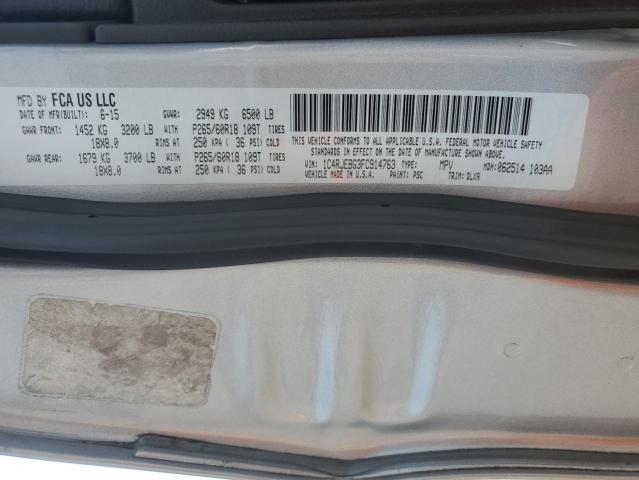 MFD BY FCA US LLC
DATE OF MFR(BUILT): 6-15 GVWR: 2949 KG 6500 LB
GAWR FRONT: 1452 KG 3200 LB WITH P265/60R18 109T TIRES
18X8.0 RIMS AT 250 KPA ( 36 PSI) COLD
GAWR REAR: 1679 KG 3700 LB WITH P265/60R18 109T TIRES
18X8.0 RIMS AT 250 KPA ( 36 PSI) COLD
THIS VEHICLE CONFORMS TO ALL APPLICABLE U.S.A. FEDERAL MOTOR VEHICLE SAFETY
STANDARDS IN EFFECT ON THE DATE OF MANUFACTURE SHOWN ABOVE.
VIN: 1C4RJEBG3FC914763 TYPE: MPV MDH: 062514 103AA
VEHICLE MADE IN U.S.A. PAINT: PSC TRIM: DLX9